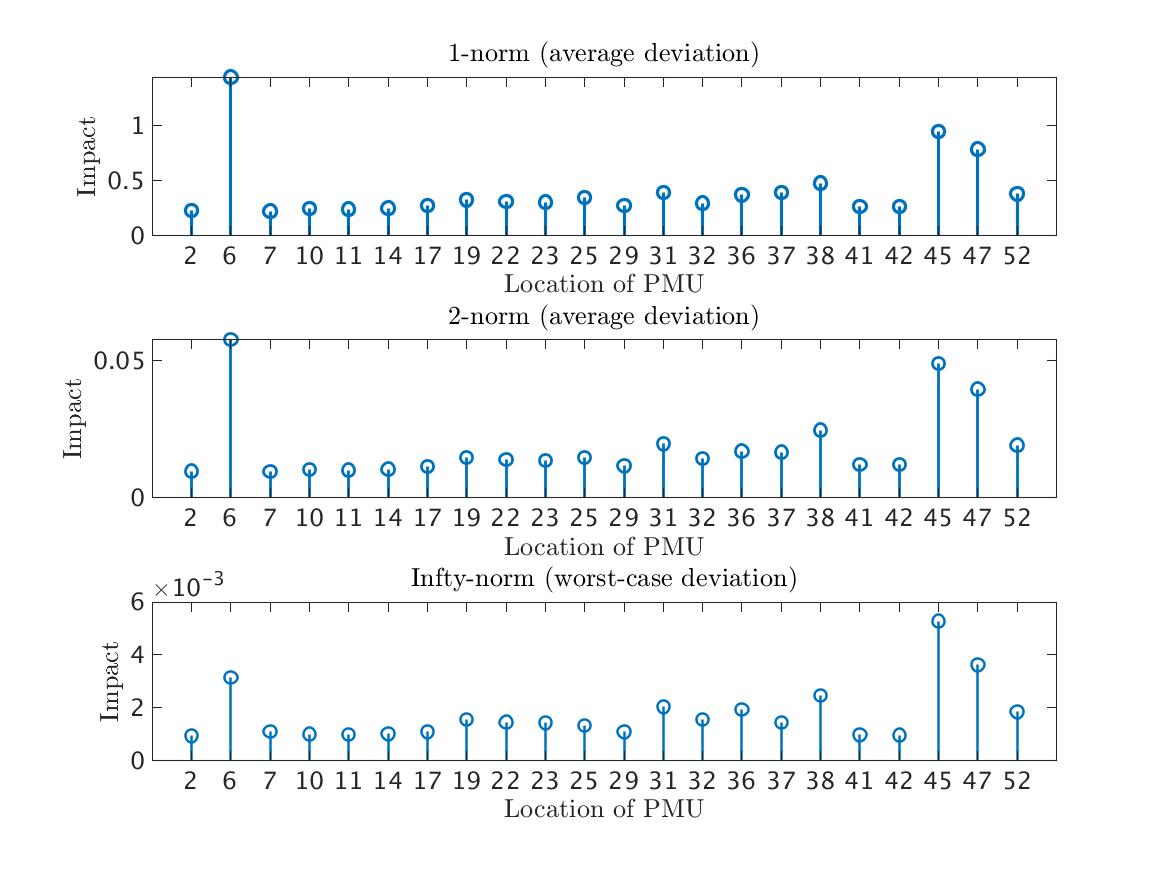 1-norm (average deviation)
Impact
1
0.5
0
2 6 7 10 11 14 17 19 22 23 25 29 31 32 36 37 38 41 42 45 47 52
Location of PMU
2-norm (average deviation)
Impact
0.05
0
2 6 7 10 11 14 17 19 22 23 25 29 31 32 36 37 38 41 42 45 47 52
Location of PMU
Infty-norm (worst-case deviation)
×10⁻³
Impact
6
4
2
0
2 6 7 10 11 14 17 19 22 23 25 29 31 32 36 37 38 41 42 45 47 52
Location of PMU